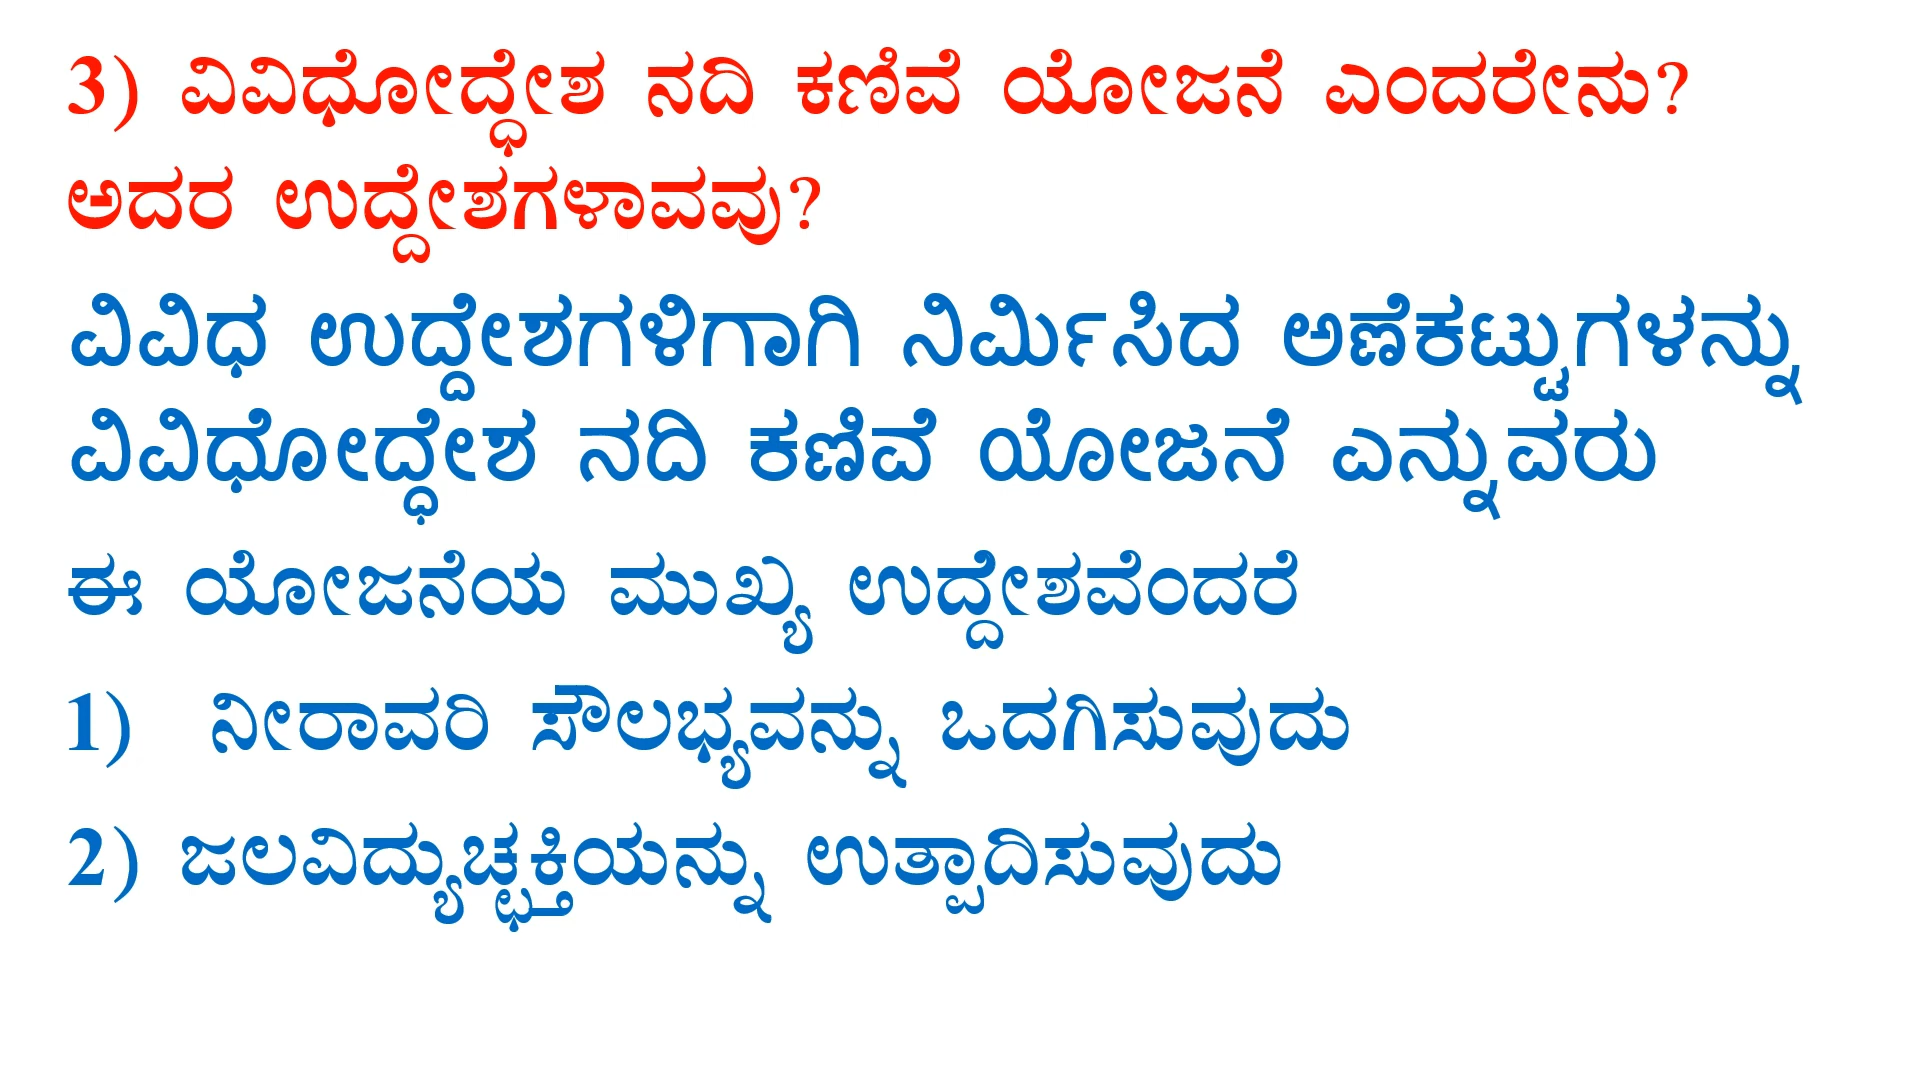 3) ವಿವಿಧೋದ್ಧೇಶ ನದಿ ಕಣಿವೆ ಯೋಜನೆ ಎಂದರೇನು?
ಅದರ ಉದ್ದೇಶಗಳಾವವು?
ವಿವಿಧ ಉದ್ದೇಶಗಳಿಗಾಗಿ ನಿರ್ಮಿಸಿದ ಅಣೆಕಟ್ಟುಗಳನ್ನು
ವಿವಿಧೋದ್ಧೇಶ ನದಿ ಕಣಿವೆ ಯೋಜನೆ ಎನ್ನುವರು
ಈ ಯೋಜನೆಯ ಮುಖ್ಯ ಉದ್ದೇಶವೆಂದರೆ
1) ನೀರಾವರಿ ಸೌಲಭ್ಯವನ್ನು ಒದಗಿಸುವುದು
2) ಜಲವಿದ್ಯುಚ್ಛಕ್ತಿಯನ್ನು ಉತ್ಪಾದಿಸುವುದು